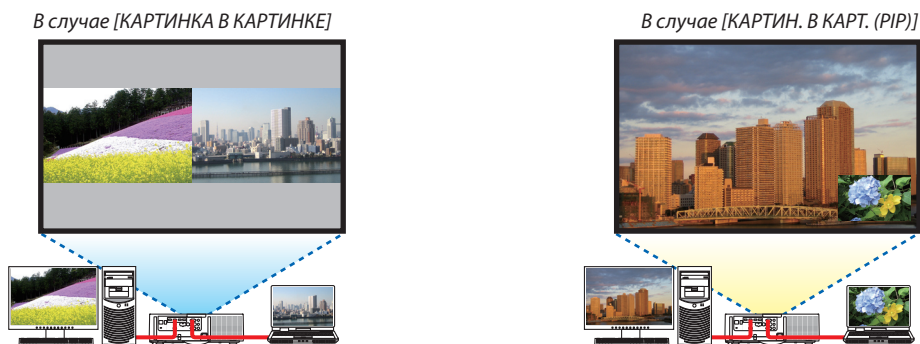 В случае [КАРТИНКА В КАРТИНКЕ]
В случае [КАРТИН. В КАРТ. (PIP)]